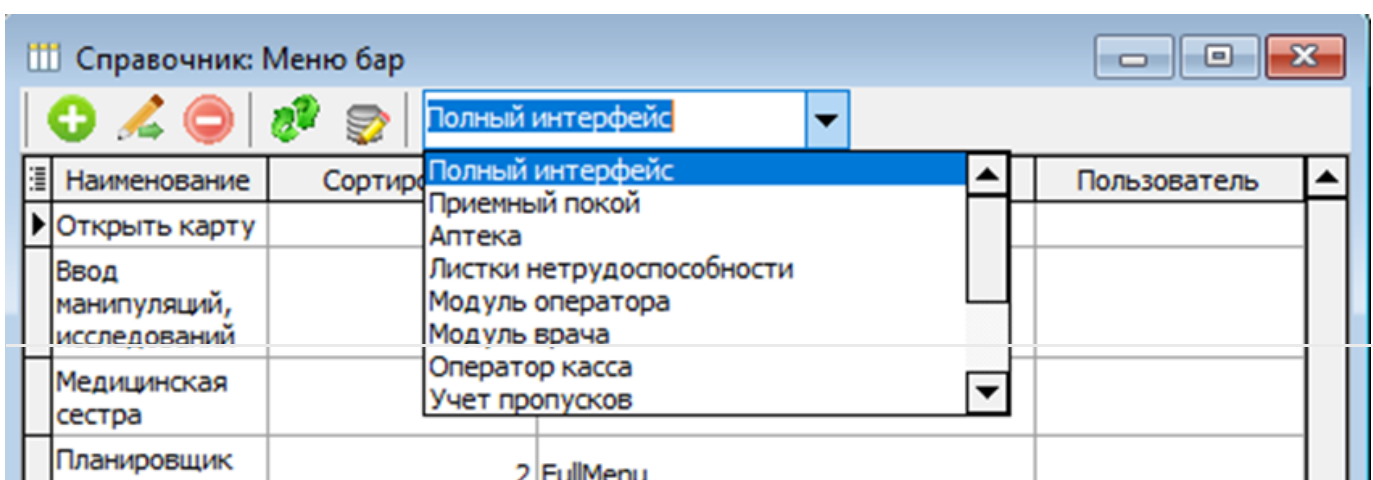 Справочник: Меню бар
Полный интерфейс
Наименование
Сортиро
Пользователь
Полный интерфейс
Приемный покой
Аптека
Листки нетрудоспособности
Модуль оператора
Модуль врача
Оператор касса
Учет пропусков
Открыть карту
Ввод
манипуляций,
исследований
Медицинская
сестра
Планировщик
2 FullMenu